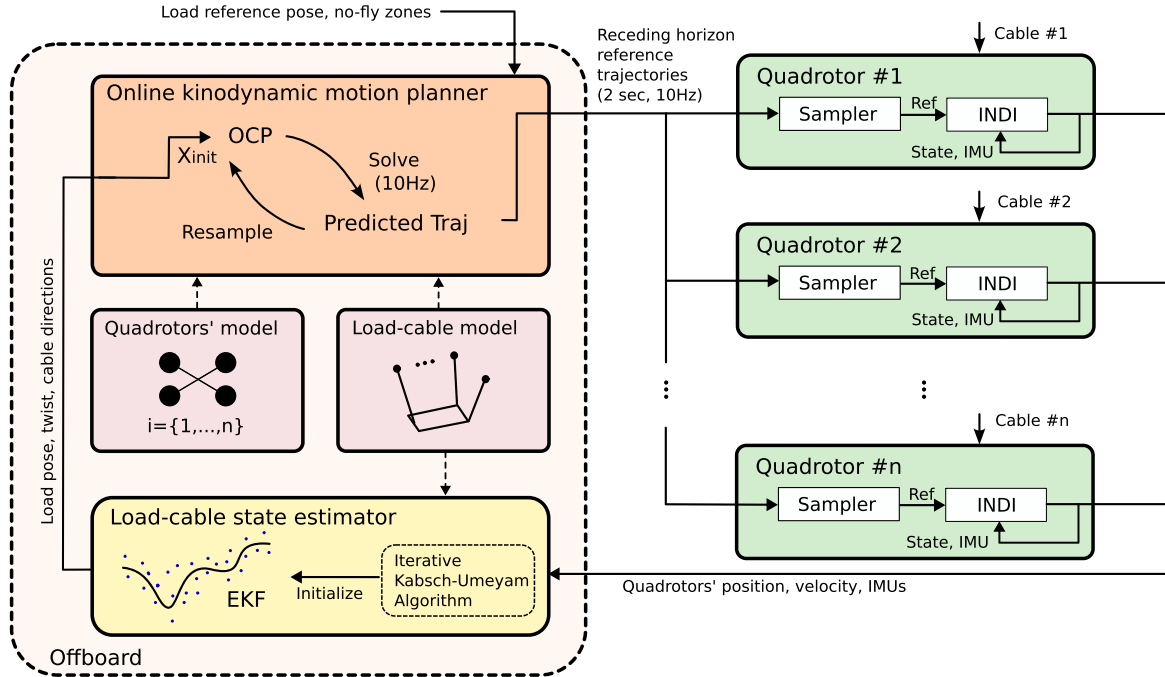 Load reference pose, no-fly zones
Online kinodynamic motion planner
OCP
Xinit
Solve
(10Hz)
Resample
Predicted Traj
Load pose, twist, cable directions
Quadrotors' model
i={1,...,n}
Load-cable model
Load-cable state estimator
EKF
Initialize
Iterative
Kabsch-Umeyam
Algorithm
Offboard
Receding horizon
reference
trajectories
(2 sec, 10Hz)
Cable #1
Quadrotor #1
Sampler
Ref
INDI
State, IMU
Cable #2
Quadrotor #2
Sampler
Ref
INDI
State, IMU
Cable #n
Quadrotor #n
Sampler
Ref
INDI
State, IMU
Quadrotors' position, velocity, IMUs